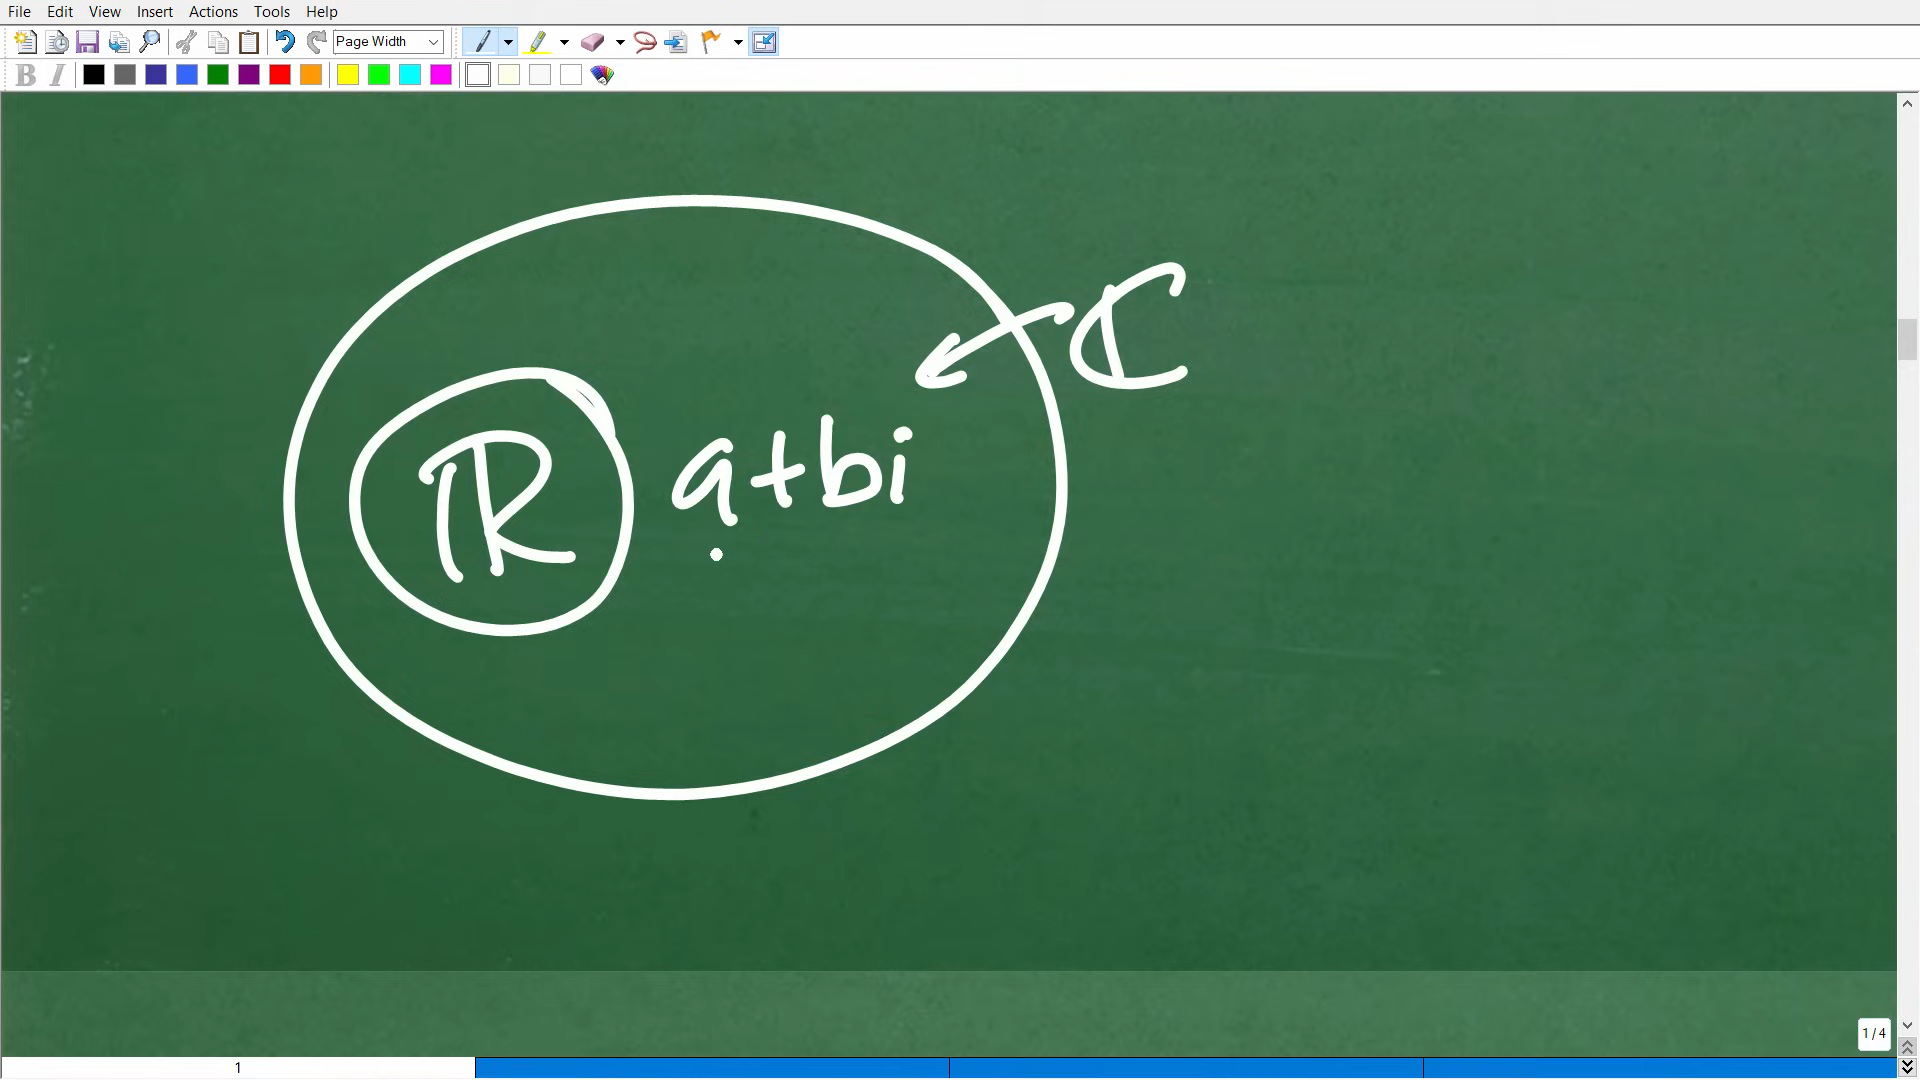 File Edit View Insert Actions Tools Help
Page Width
B I
ℂ
ℝ a+bi
1 / 4
1